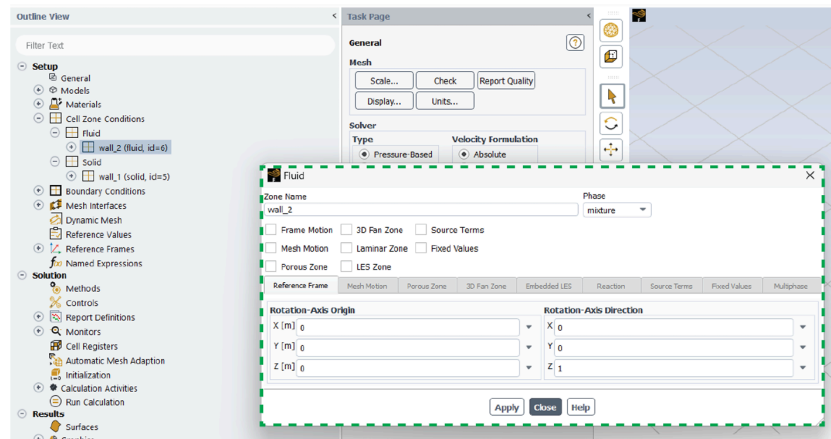 Outline View
Filter Text
Setup
General
Models
Materials
Cell Zone Conditions
Fluid
wall_2 (fluid, id=6)
Solid
wall_1 (solid, id=5)
Boundary Conditions
Mesh Interfaces
Dynamic Mesh
Reference Values
Reference Frames
Named Expressions
Solution
Methods
Controls
Report Definitions
Monitors
Cell Registers
Automatic Mesh Adaption
Initialization
Calculation Activities
Run Calculation
Results
Surfaces
Task Page
General
Mesh
Scale... Check Report Quality
Display... Units...
Solver
Type Velocity Formulation
Pressure-Based Absolute
Fluid
Zone Name Phase
wall_2 mixture
Frame Motion 3D Fan Zone Source Terms
Mesh Motion Laminar Zone Fixed Values
Porous Zone LES Zone
Reference Frame Mesh Motion Porous Zone 3D Fan Zone Embedded LES Reaction Source Terms Fixed Values Multiphase
Rotation-Axis Origin Rotation-Axis Direction
X [m] 0 X 0
Y [m] 0 Y 0
Z [m] 0 Z 1
Apply Close Help